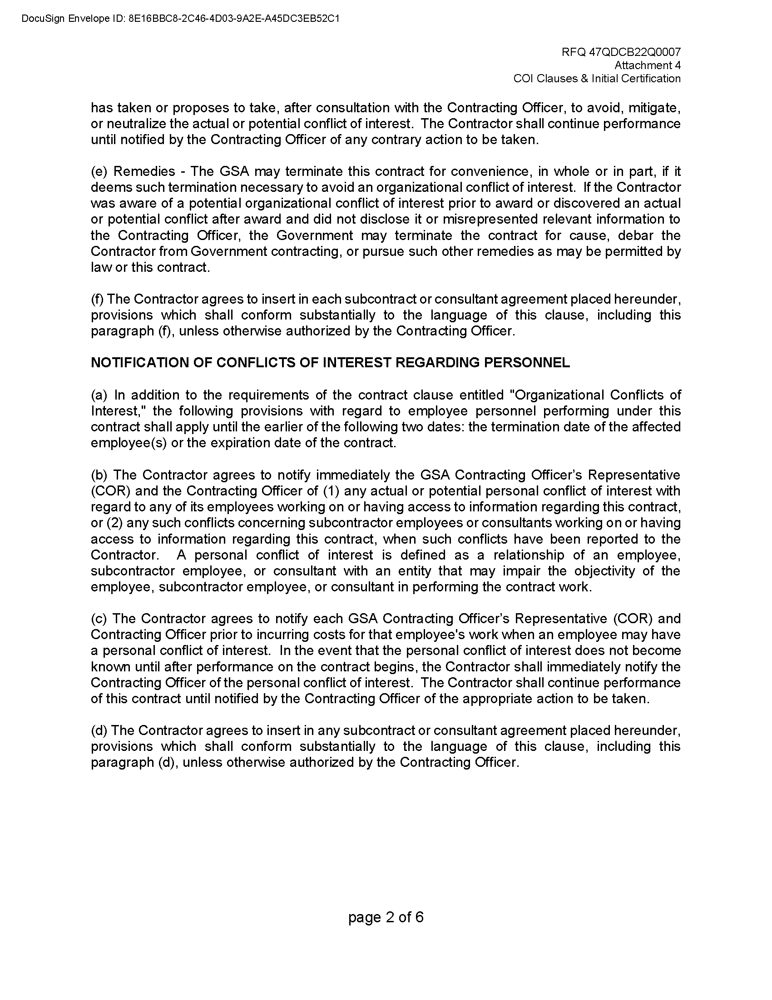 DocuSign Envelope ID: 8E16BBC8-2C46-4D03-9A2E-A45DC3EB52C1
RFQ 47QDCB22Q0007
Attachment 4
COI Clauses & Initial Certification
has taken or proposes to take, after consultation with the Contracting Officer, to avoid, mitigate,
or neutralize the actual or potential conflict of interest.  The Contractor shall continue performance
until notified by the Contracting Officer of any contrary action to be taken.
(e) Remedies - The GSA may terminate this contract for convenience, in whole or in part, if it
deems such termination necessary to avoid an organizational conflict of interest.  If the Contractor
was aware of a potential organizational conflict of interest prior to award or discovered an actual
or potential conflict after award and did not disclose it or misrepresented relevant information to
the Contracting Officer, the Government may terminate the contract for cause, debar the
Contractor from Government contracting, or pursue such other remedies as may be permitted by
law or this contract.
(f) The Contractor agrees to insert in each subcontract or consultant agreement placed hereunder,
provisions which shall conform substantially to the language of this clause, including this
paragraph (f), unless otherwise authorized by the Contracting Officer.
NOTIFICATION OF CONFLICTS OF INTEREST REGARDING PERSONNEL
(a) In addition to the requirements of the contract clause entitled "Organizational Conflicts of
Interest," the following provisions with regard to employee personnel performing under this
contract shall apply until the earlier of the following two dates: the termination date of the affected
employee(s) or the expiration date of the contract.
(b) The Contractor agrees to notify immediately the GSA Contracting Officer’s Representative
(COR) and the Contracting Officer of (1) any actual or potential personal conflict of interest with
regard to any of its employees working on or having access to information regarding this contract,
or (2) any such conflicts concerning subcontractor employees or consultants working on or having
access to information regarding this contract, when such conflicts have been reported to the
Contractor.  A personal conflict of interest is defined as a relationship of an employee,
subcontractor employee, or consultant with an entity that may impair the objectivity of the
employee, subcontractor employee, or consultant in performing the contract work.
(c) The Contractor agrees to notify each GSA Contracting Officer’s Representative (COR) and
Contracting Officer prior to incurring costs for that employee's work when an employee may have
a personal conflict of interest.  In the event that the personal conflict of interest does not become
known until after performance on the contract begins, the Contractor shall immediately notify the
Contracting Officer of the personal conflict of interest.  The Contractor shall continue performance
of this contract until notified by the Contracting Officer of the appropriate action to be taken.
(d) The Contractor agrees to insert in any subcontract or consultant agreement placed hereunder,
provisions which shall conform substantially to the language of this clause, including this
paragraph (d), unless otherwise authorized by the Contracting Officer.
page 2 of 6